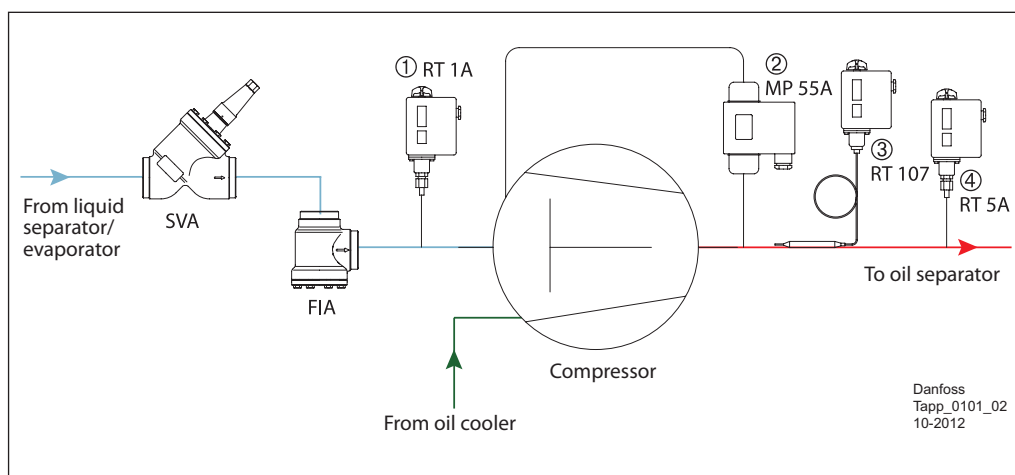 ① RT 1A
②
MP 55A
③
RT 107
④
RT 5A
From liquid
separator/
evaporator
SVA
FIA
To oil separator
Compressor
From oil cooler
Danfoss
Tapp_0101_02
10-2012